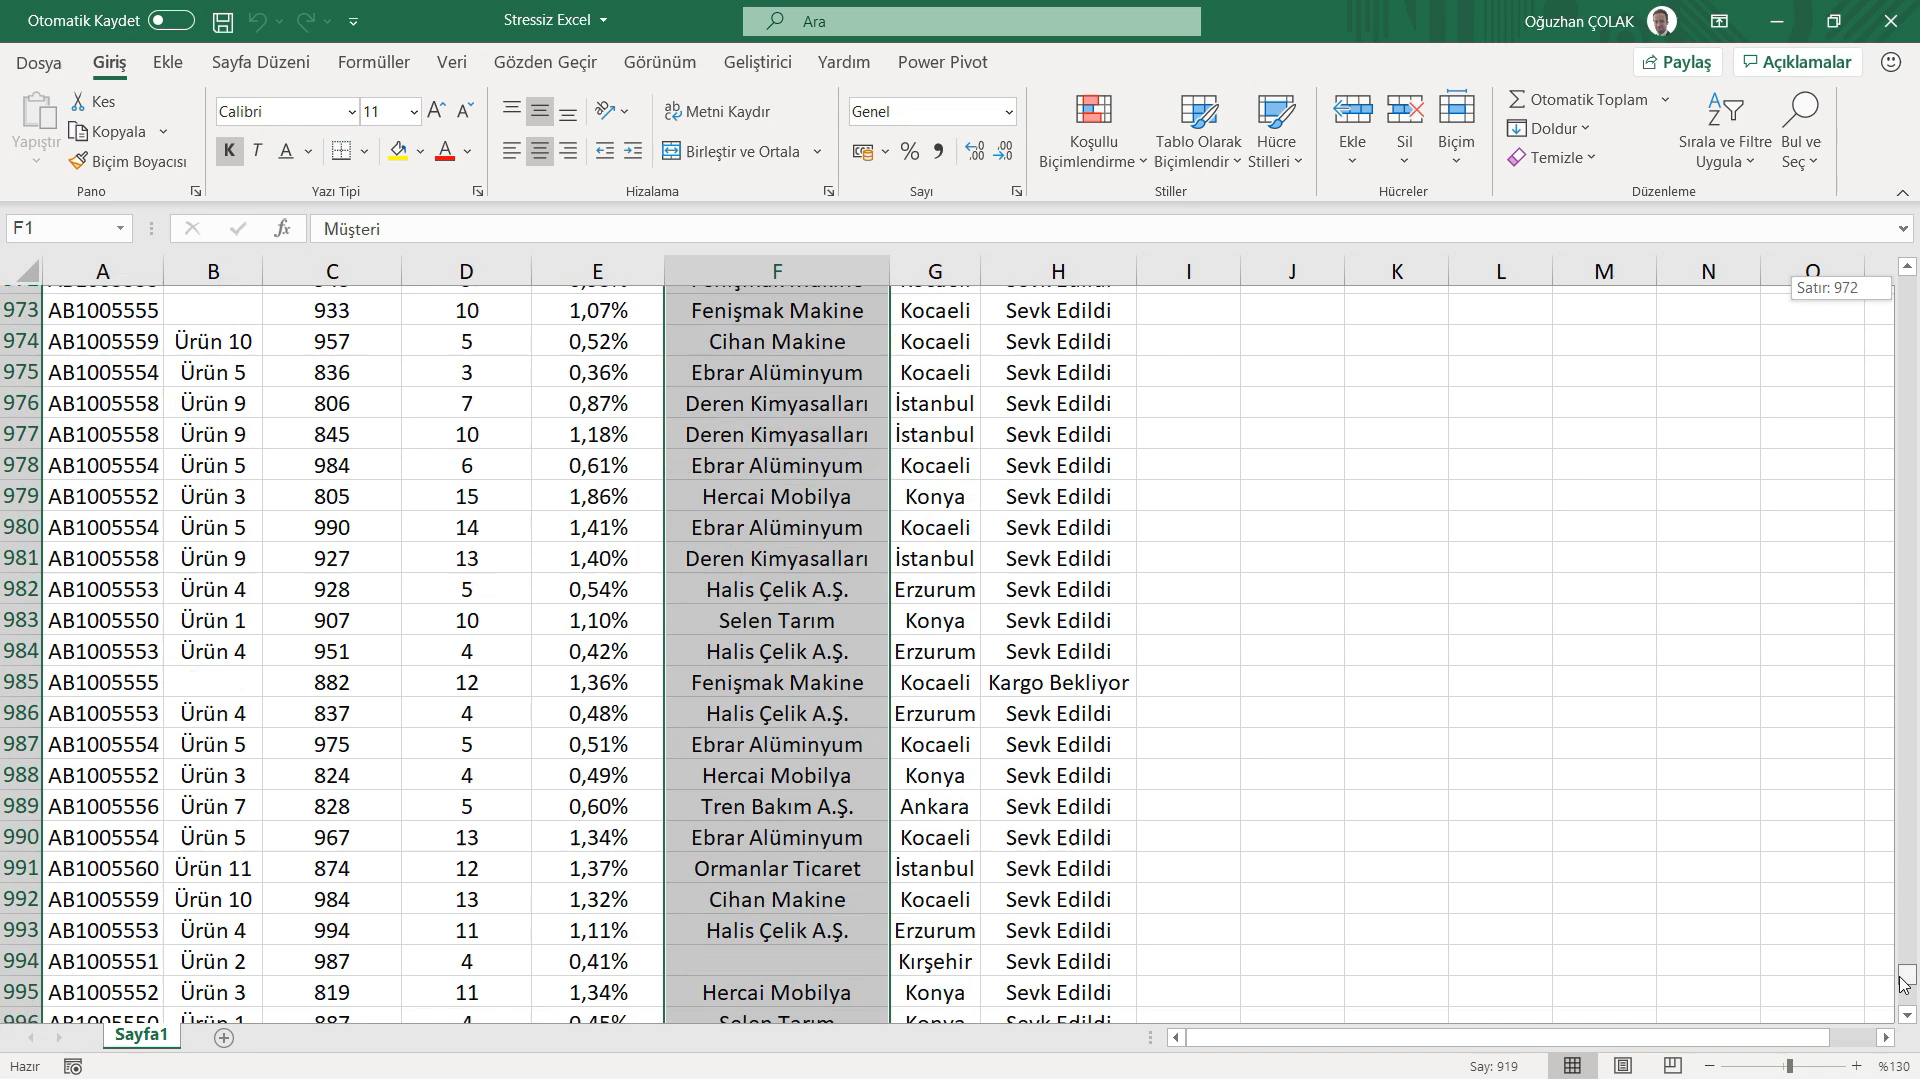 Otomatik Kaydet
Stressiz Excel
Ara
Oğuzhan ÇOLAK
Dosya Giriş Ekle Sayfa Düzeni Formüller Veri Gözden Geçir Görünüm Geliştirici Yardım Power Pivot
Paylaş Açıklamalar
Yapıştır
Kes
Kopyala
Biçim Boyacısı
Pano
Calibri 11
K T A A
Yazı Tipi
Metni Kaydır
Birleştir ve Ortala
Hizalama
Genel
Sayı
Koşullu Biçimlendirme
Tablo Olarak Biçimlendir
Hücre Stilleri
Stiller
Ekle Sil Biçim
Hücreler
Otomatik Toplam
Doldur
Temizle
Sırala ve Filtre Uygula
Bul ve Seç
Düzenleme
F1 fx Müşteri
A B C D E F G H I J K L M N O
Satır: 972
973 AB1005555 933 10 1,07% Fenişmak Makine Kocaeli Sevk Edildi
974 AB1005559 Ürün 10 957 5 0,52% Cihan Makine Kocaeli Sevk Edildi
975 AB1005554 Ürün 5 836 3 0,36% Ebrar Alüminyum Kocaeli Sevk Edildi
976 AB1005558 Ürün 9 806 7 0,87% Deren Kimyasalları İstanbul Sevk Edildi
977 AB1005558 Ürün 9 845 10 1,18% Deren Kimyasalları İstanbul Sevk Edildi
978 AB1005554 Ürün 5 984 6 0,61% Ebrar Alüminyum Kocaeli Sevk Edildi
979 AB1005552 Ürün 3 805 15 1,86% Hercai Mobilya Konya Sevk Edildi
980 AB1005554 Ürün 5 990 14 1,41% Ebrar Alüminyum Kocaeli Sevk Edildi
981 AB1005558 Ürün 9 927 13 1,40% Deren Kimyasalları İstanbul Sevk Edildi
982 AB1005553 Ürün 4 928 5 0,54% Halis Çelik A.Ş. Erzurum Sevk Edildi
983 AB1005550 Ürün 1 907 10 1,10% Selen Tarım Konya Sevk Edildi
984 AB1005553 Ürün 4 951 4 0,42% Halis Çelik A.Ş. Erzurum Sevk Edildi
985 AB1005555 882 12 1,36% Fenişmak Makine Kocaeli Kargo Bekliyor
986 AB1005553 Ürün 4 837 4 0,48% Halis Çelik A.Ş. Erzurum Sevk Edildi
987 AB1005554 Ürün 5 975 5 0,51% Ebrar Alüminyum Kocaeli Sevk Edildi
988 AB1005552 Ürün 3 824 4 0,49% Hercai Mobilya Konya Sevk Edildi
989 AB1005556 Ürün 7 828 5 0,60% Tren Bakım A.Ş. Ankara Sevk Edildi
990 AB1005554 Ürün 5 967 13 1,34% Ebrar Alüminyum Kocaeli Sevk Edildi
991 AB1005560 Ürün 11 874 12 1,37% Ormanlar Ticaret İstanbul Sevk Edildi
992 AB1005559 Ürün 10 984 13 1,32% Cihan Makine Kocaeli Sevk Edildi
993 AB1005553 Ürün 4 994 11 1,11% Halis Çelik A.Ş. Erzurum Sevk Edildi
994 AB1005551 Ürün 2 987 4 0,41% Kırşehir Sevk Edildi
995 AB1005552 Ürün 3 819 11 1,34% Hercai Mobilya Konya Sevk Edildi
996 AB1005550 Ürün 1 887 4 0,45% Selen Tarım Konya Sevk Edildi
Sayfa1
Hazır
Say: 919
%130